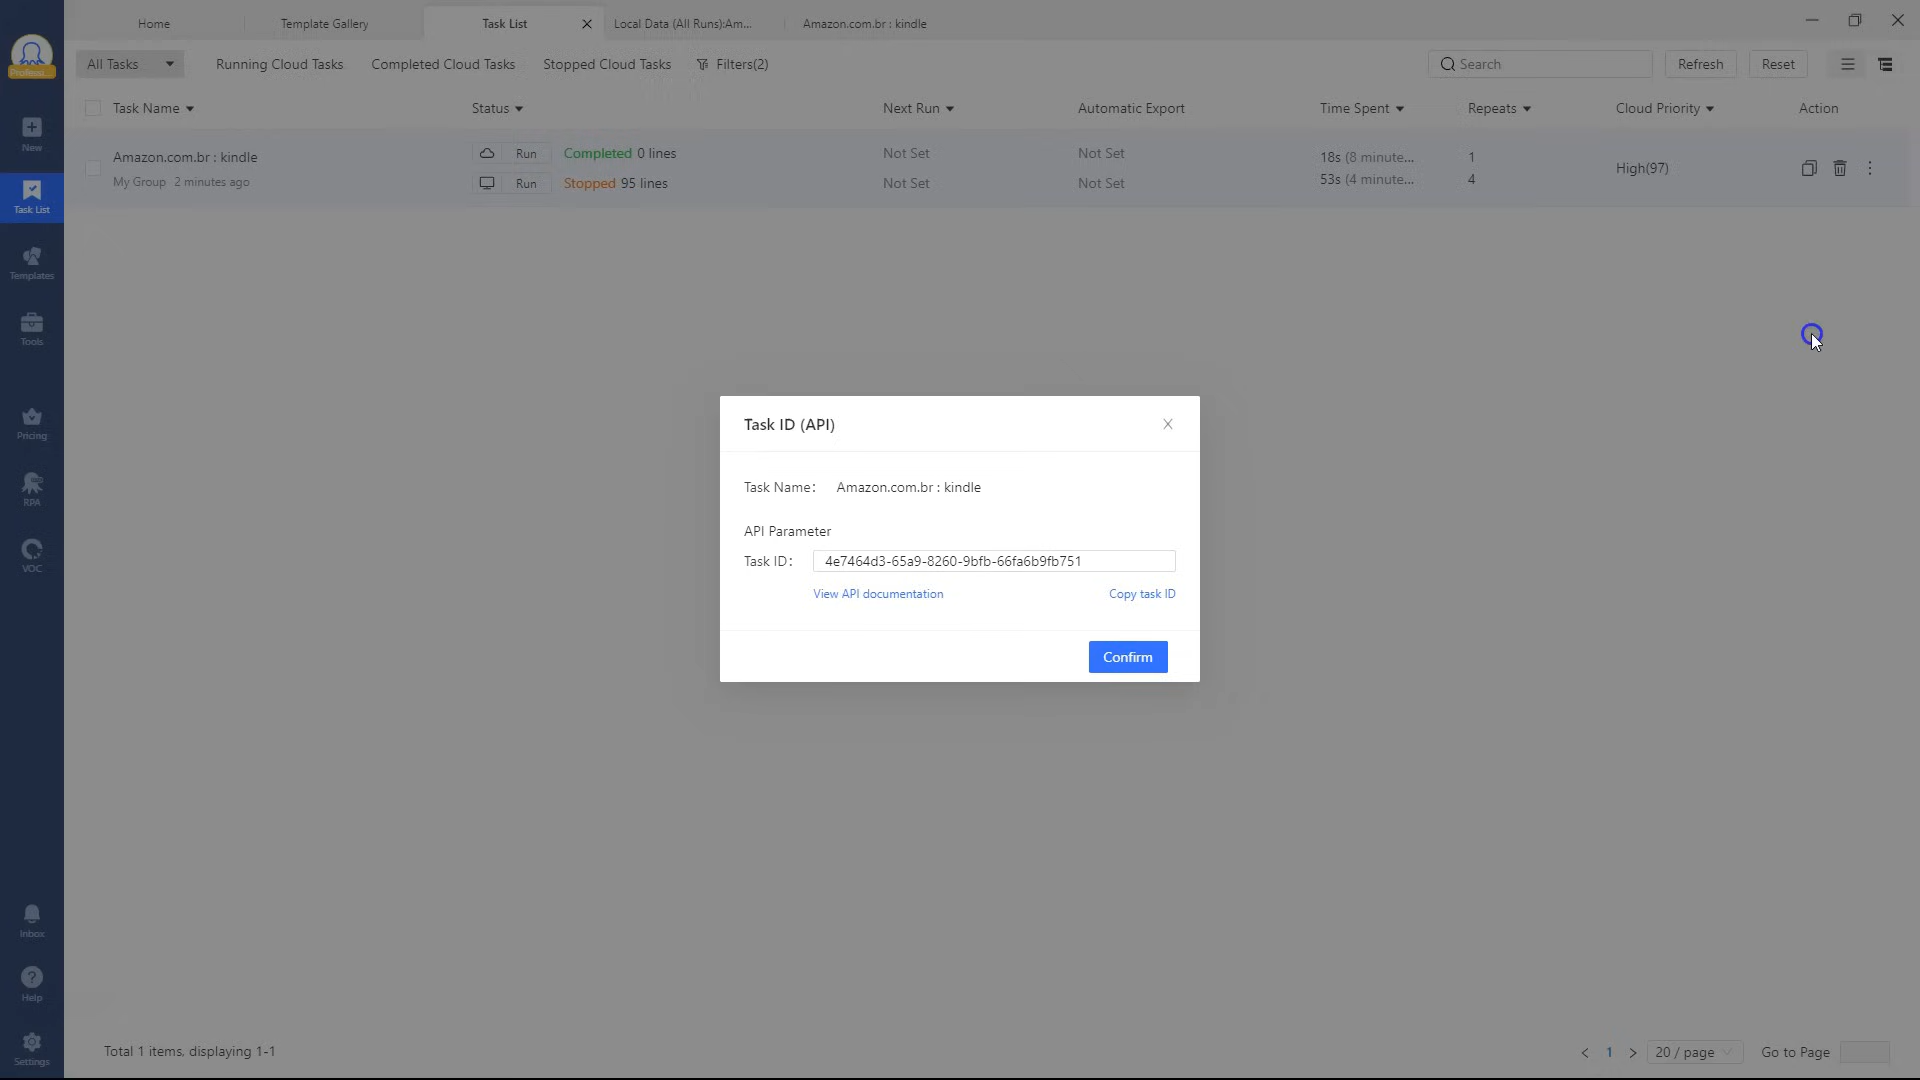 Home
Template Gallery
Task List
Local Data (All Runs):Am...
Amazon.com.br : kindle
Professi...
All Tasks
Running Cloud Tasks
Completed Cloud Tasks
Stopped Cloud Tasks
Filters(2)
Search
Refresh
Reset
Task Name
Status
Next Run
Automatic Export
Time Spent
Repeats
Cloud Priority
Action
Amazon.com.br : kindle
My Group 2 minutes ago
Run Completed 0 lines
Not Set
Not Set
18s (8 minute...
1
Run Stopped 95 lines
Not Set
Not Set
53s (4 minute...
4
High(97)
New
Task List
Templates
Tools
Pricing
RPA
VOC
Inbox
Help
Settings
Task ID (API)
Task Name: Amazon.com.br : kindle
API Parameter
Task ID: 4e7464d3-65a9-8260-9bfb-66fa6b9fb751
View API documentation
Copy task ID
Confirm
Total 1 items, displaying 1-1
< 1 >
20 / page
Go to Page